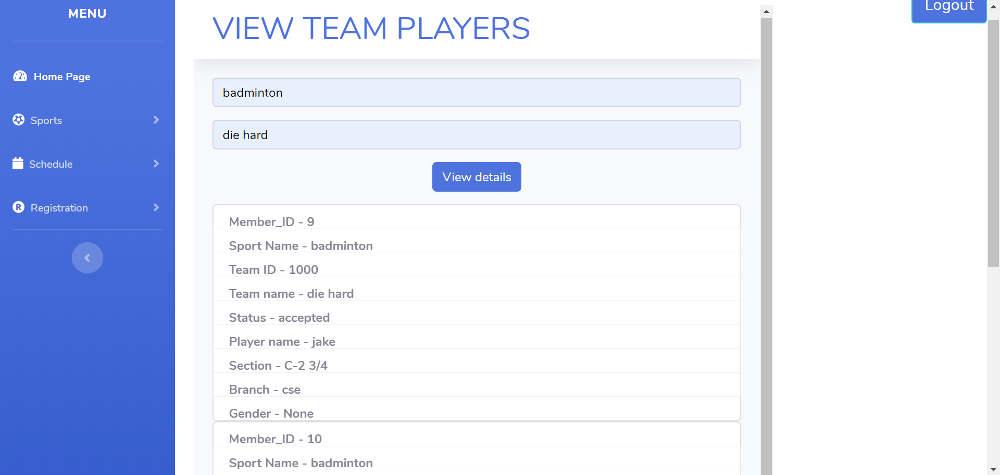 MENU
Home Page
Sports
Schedule
Registration
VIEW TEAM PLAYERS
Logout
badminton
die hard
View details
Member_ID - 9
Sport Name - badminton
Team ID - 1000
Team name - die hard
Status - accepted
Player name - jake
Section - C-2 3/4
Branch - cse
Gender - None
Member_ID - 10
Sport Name - badminton